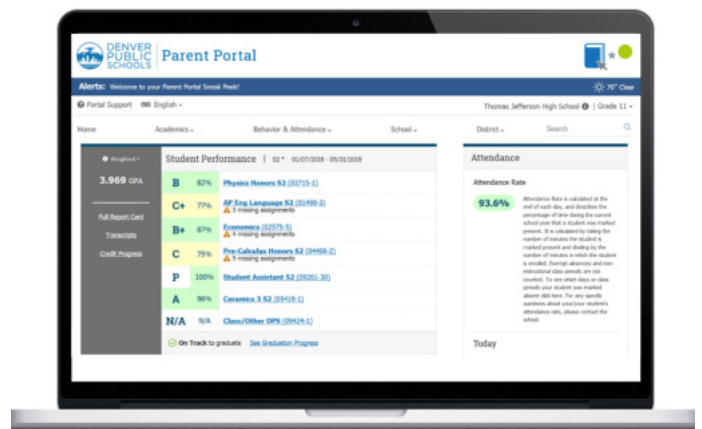 DENVER
PUBLIC
SCHOOLS
Parent Portal
Alerts: Welcome to your Parent Portal Sneak Peek!
70° Clear
Portal Support English
Thomas Jefferson High School | Grade 11
Home Academics Behavior & Attendance School District Search
Weighted
3.969 GPA
Full Report Card
Transcripts
Credit Progress
Student Performance | S2 01/07/2018 - 05/31/2018
B 82% Physics Honors S2 (03715-1)
C+ 77% AP Eng Language S2 (01490-3)
3 missing assignments
B+ 87% Economics (02575-5)
4 missing assignments
C 75% Pre-Calculus Honors S2 (04406-2)
5 missing assignments
P 100% Student Assistant S2 (09201-30)
A 96% Ceramics 3 S2 (05419-1)
N/A N/A Class/Other DPS (09424-1)
On Track to graduate See Graduation Progress
Attendance
Attendance Rate
93.6%
Attendance Rate is calculated at the
end of each day, and describes the
percentage of time during the current
school year that a student was marked
present. It is calculated by taking the
number of minutes the student is
marked present and dividing by the
number of minutes in which the student
is enrolled. Exempt absences and non-
instructional class periods are not
counted. To see which days or class
periods your student was marked
absent click here. For any specific
questions about you/your student's
attendance rate, please contact the
school.
Today